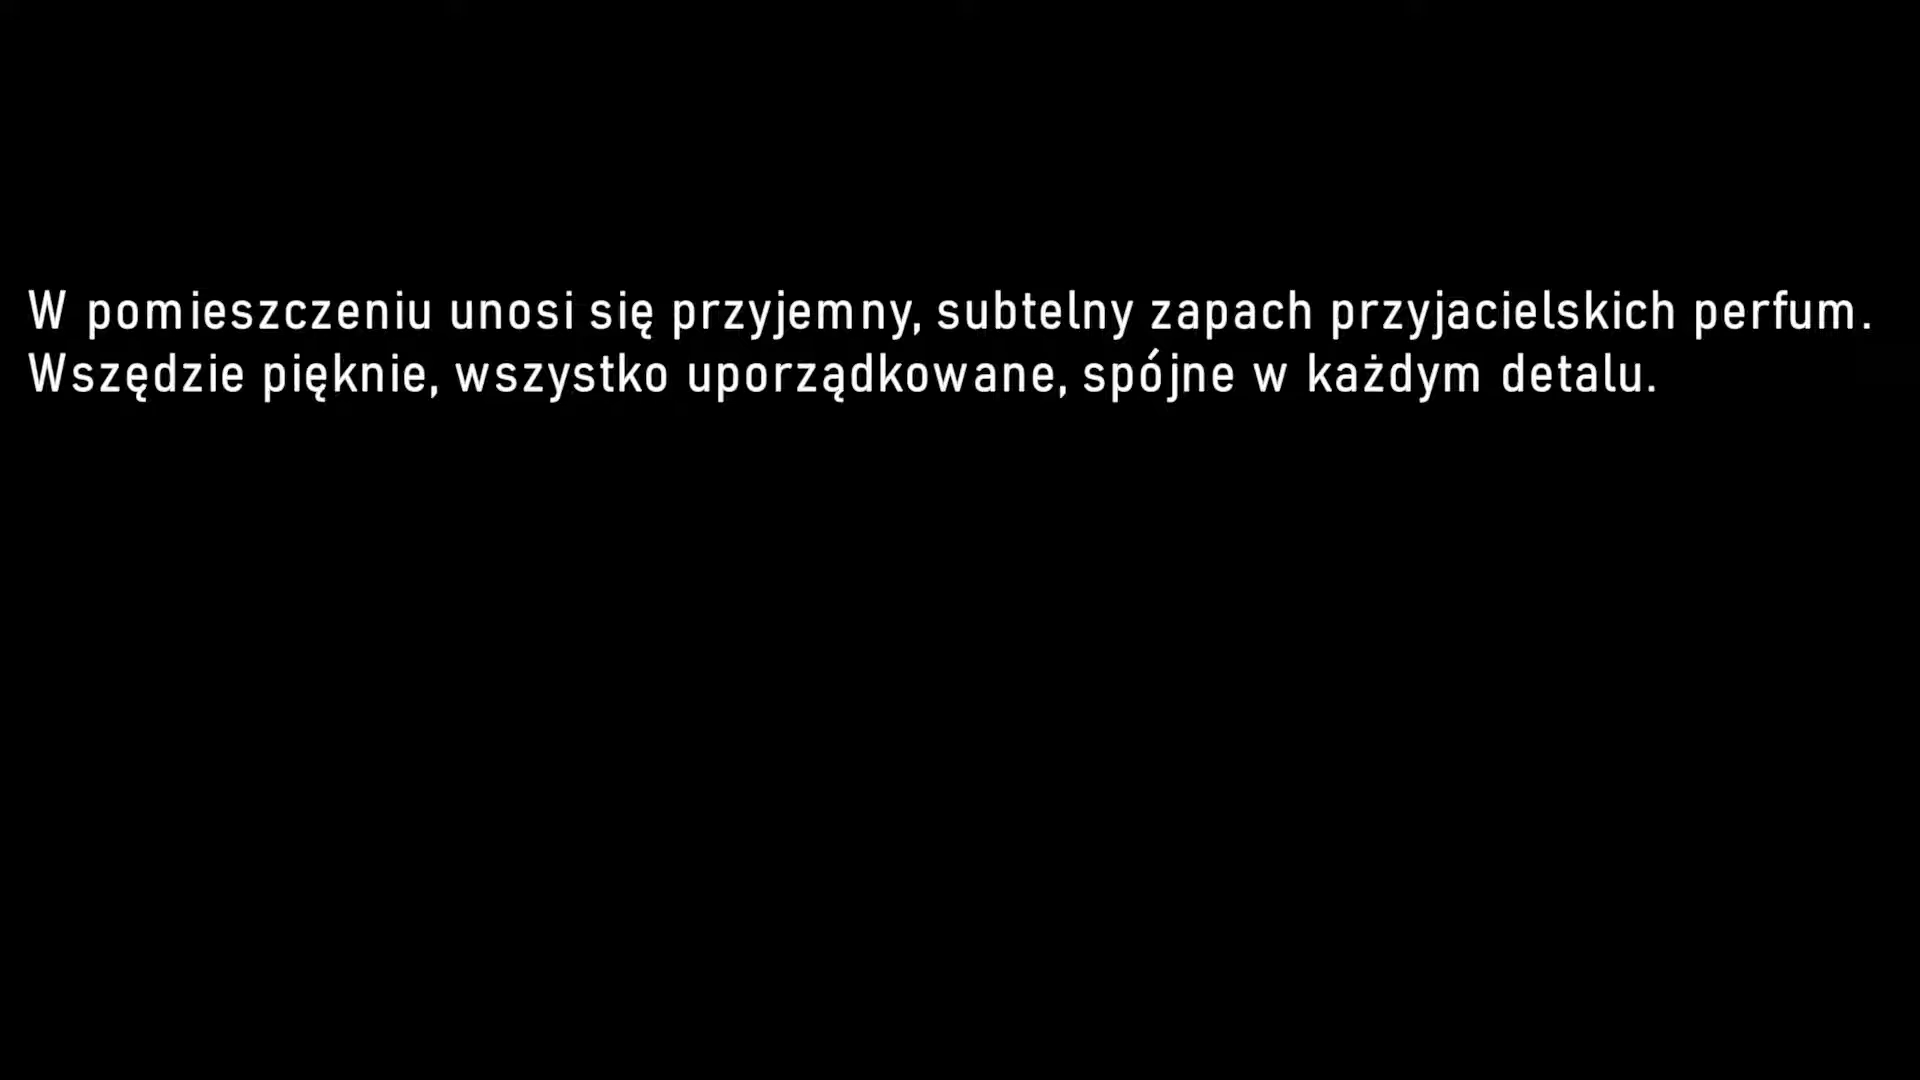 W pomieszczeniu unosi się przyjemny, subtelny zapach przyjacielskich perfum.
Wszędzie pięknie, wszystko uporządkowane, spójne w każdym detalu.